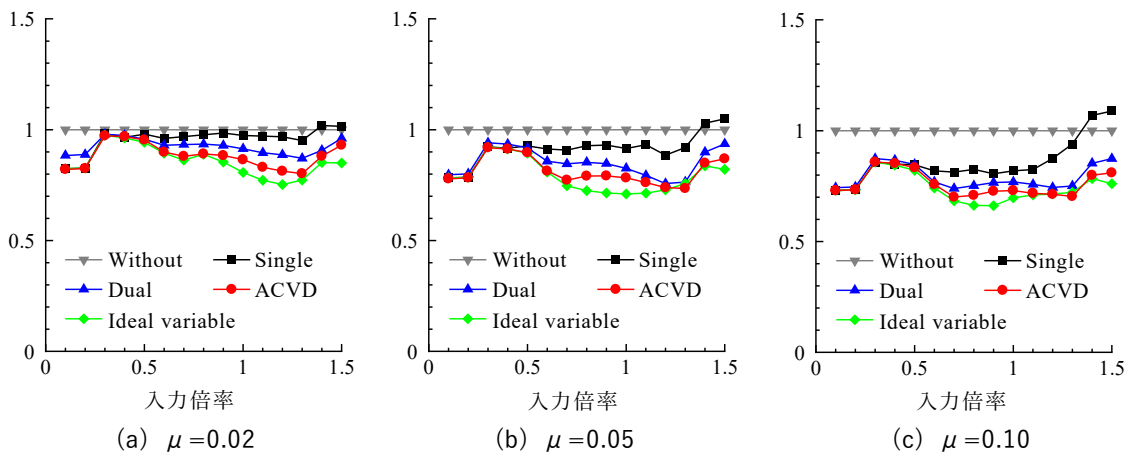 1.5
1
0.5
0
0
0.5
1
1.5
Without
Single
Dual
ACVD
Ideal variable
入力倍率
(a) μ=0.02
1.5
1
0.5
0
0
0.5
1
1.5
Without
Single
Dual
ACVD
Ideal variable
入力倍率
(b) μ=0.05
1.5
1
0.5
0
0
0.5
1
1.5
Without
Single
Dual
ACVD
Ideal variable
入力倍率
(c) μ=0.10